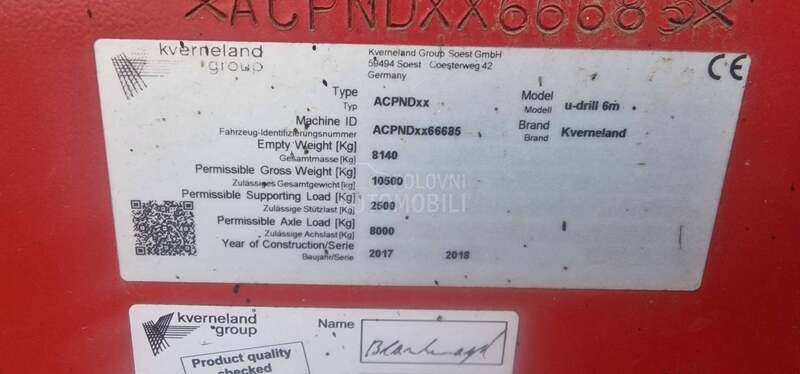 *ACPNDXX66685*
kverneland
group
Kverneland Group Soest GmbH
59494 Soest Coesterweg 42
Germany
CE
Type ACPNDxx Model u-drill 6m
Typ Modell
Machine ID ACPNDxx66685 Brand Kverneland
Fahrzeug-Identifizierungsnummer Brand
Empty Weight [Kg] 8140
Gesamtmasse [Kg]
Permissible Gross Weight [Kg] 10500
Zulässiges Gesamtgewicht [kg]
Permissible Supporting Load [Kg] 2500
Zulässige Stützlast [Kg]
Permissible Axle Load [Kg] 8000
Zulässige Achslast [Kg]
Year of Construction/Serie 2017 2018
Baujahr/Serie
POLOVNI
AUTOMOBILI
kverneland
group
Name
Product quality
checked